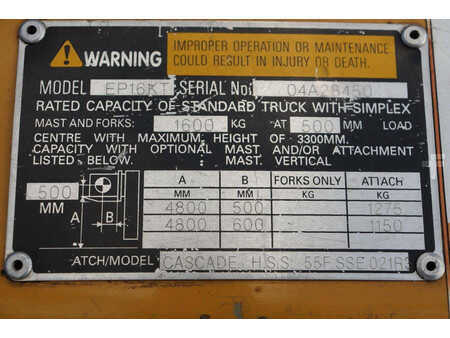 WARNING
IMPROPER OPERATION OR MAINTENANCE
COULD RESULT IN INJURY OR DEATH.
MODEL EP16KT SERIAL No. 04A28450
RATED CAPACITY OF STANDARD TRUCK WITH SIMPLEX
MAST AND FORKS: 1600 KG AT 500 MM LOAD
CENTRE WITH MAXIMUM HEIGHT OF 3300MM.
CAPACITY WITH OPTIONAL MAST AND/OR ATTACHMENT
LISTED BELOW. MAST VERTICAL
A B FORKS ONLY ATTACH
MM MM KG KG
500 MM
4800 500 1275
4800 600 1150
A B
ATCH/MODEL CASCADE H.S.S 55F SSE